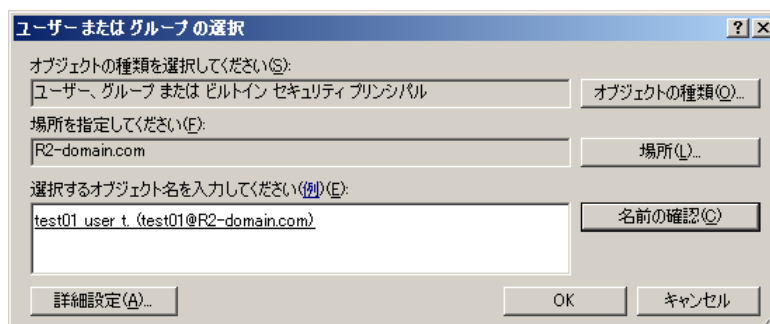 ユーザー または グループ の選択
オブジェクトの種類を選択してください(S):
ユーザー、グループ または ビルトイン セキュリティ プリンシパル
オブジェクトの種類(O)...
場所を指定してください(F):
R2-domain.com
場所(L)...
選択するオブジェクト名を入力してください(例)(E):
test01 user t. (test01@R2-domain.com)
名前の確認(C)
詳細設定(A)...
OK
キャンセル